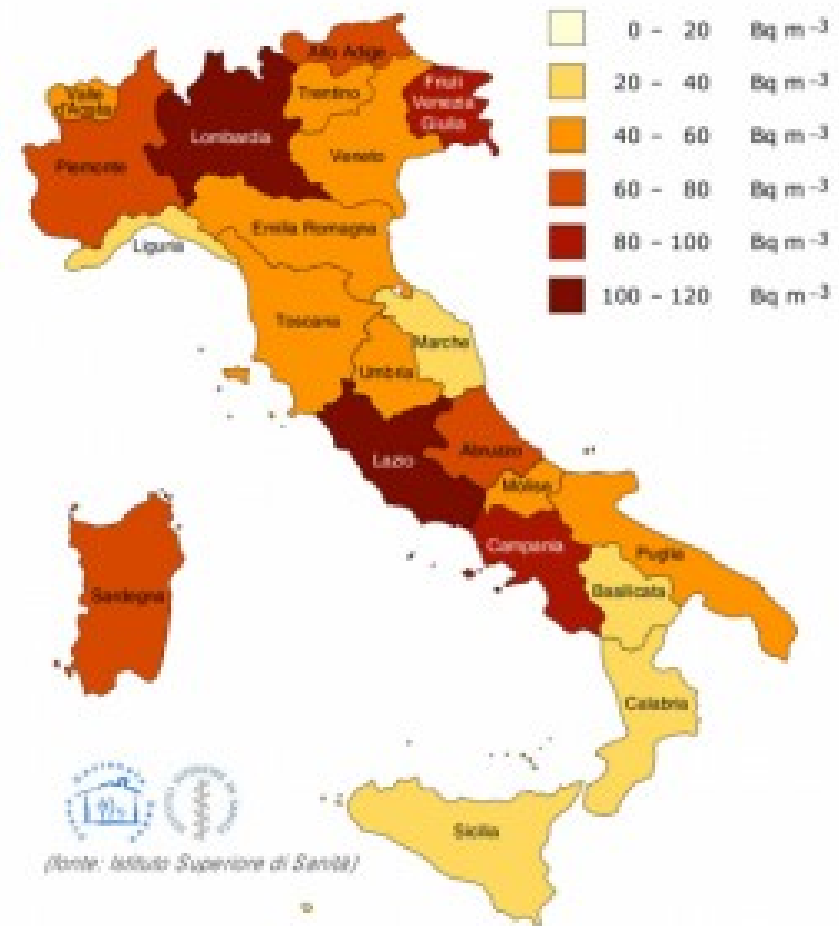 0 - 20 Bq m-3
20 - 40 Bq m-3
40 - 60 Bq m-3
60 - 80 Bq m-3
80 - 100 Bq m-3
100 - 120 Bq m-3
Alto Adige
Valle
d'Aosta
Trentino
Friuli
Venezia
Giulia
Lombardia
Veneto
Piemonte
Emilia Romagna
Liguria
Toscana
Marche
Umbria
Lazio
Abruzzo
Molise
Campania
Puglia
Basilicata
Sardegna
Calabria
Sicilia
(fonte: Istituto Superiore di Sanità)